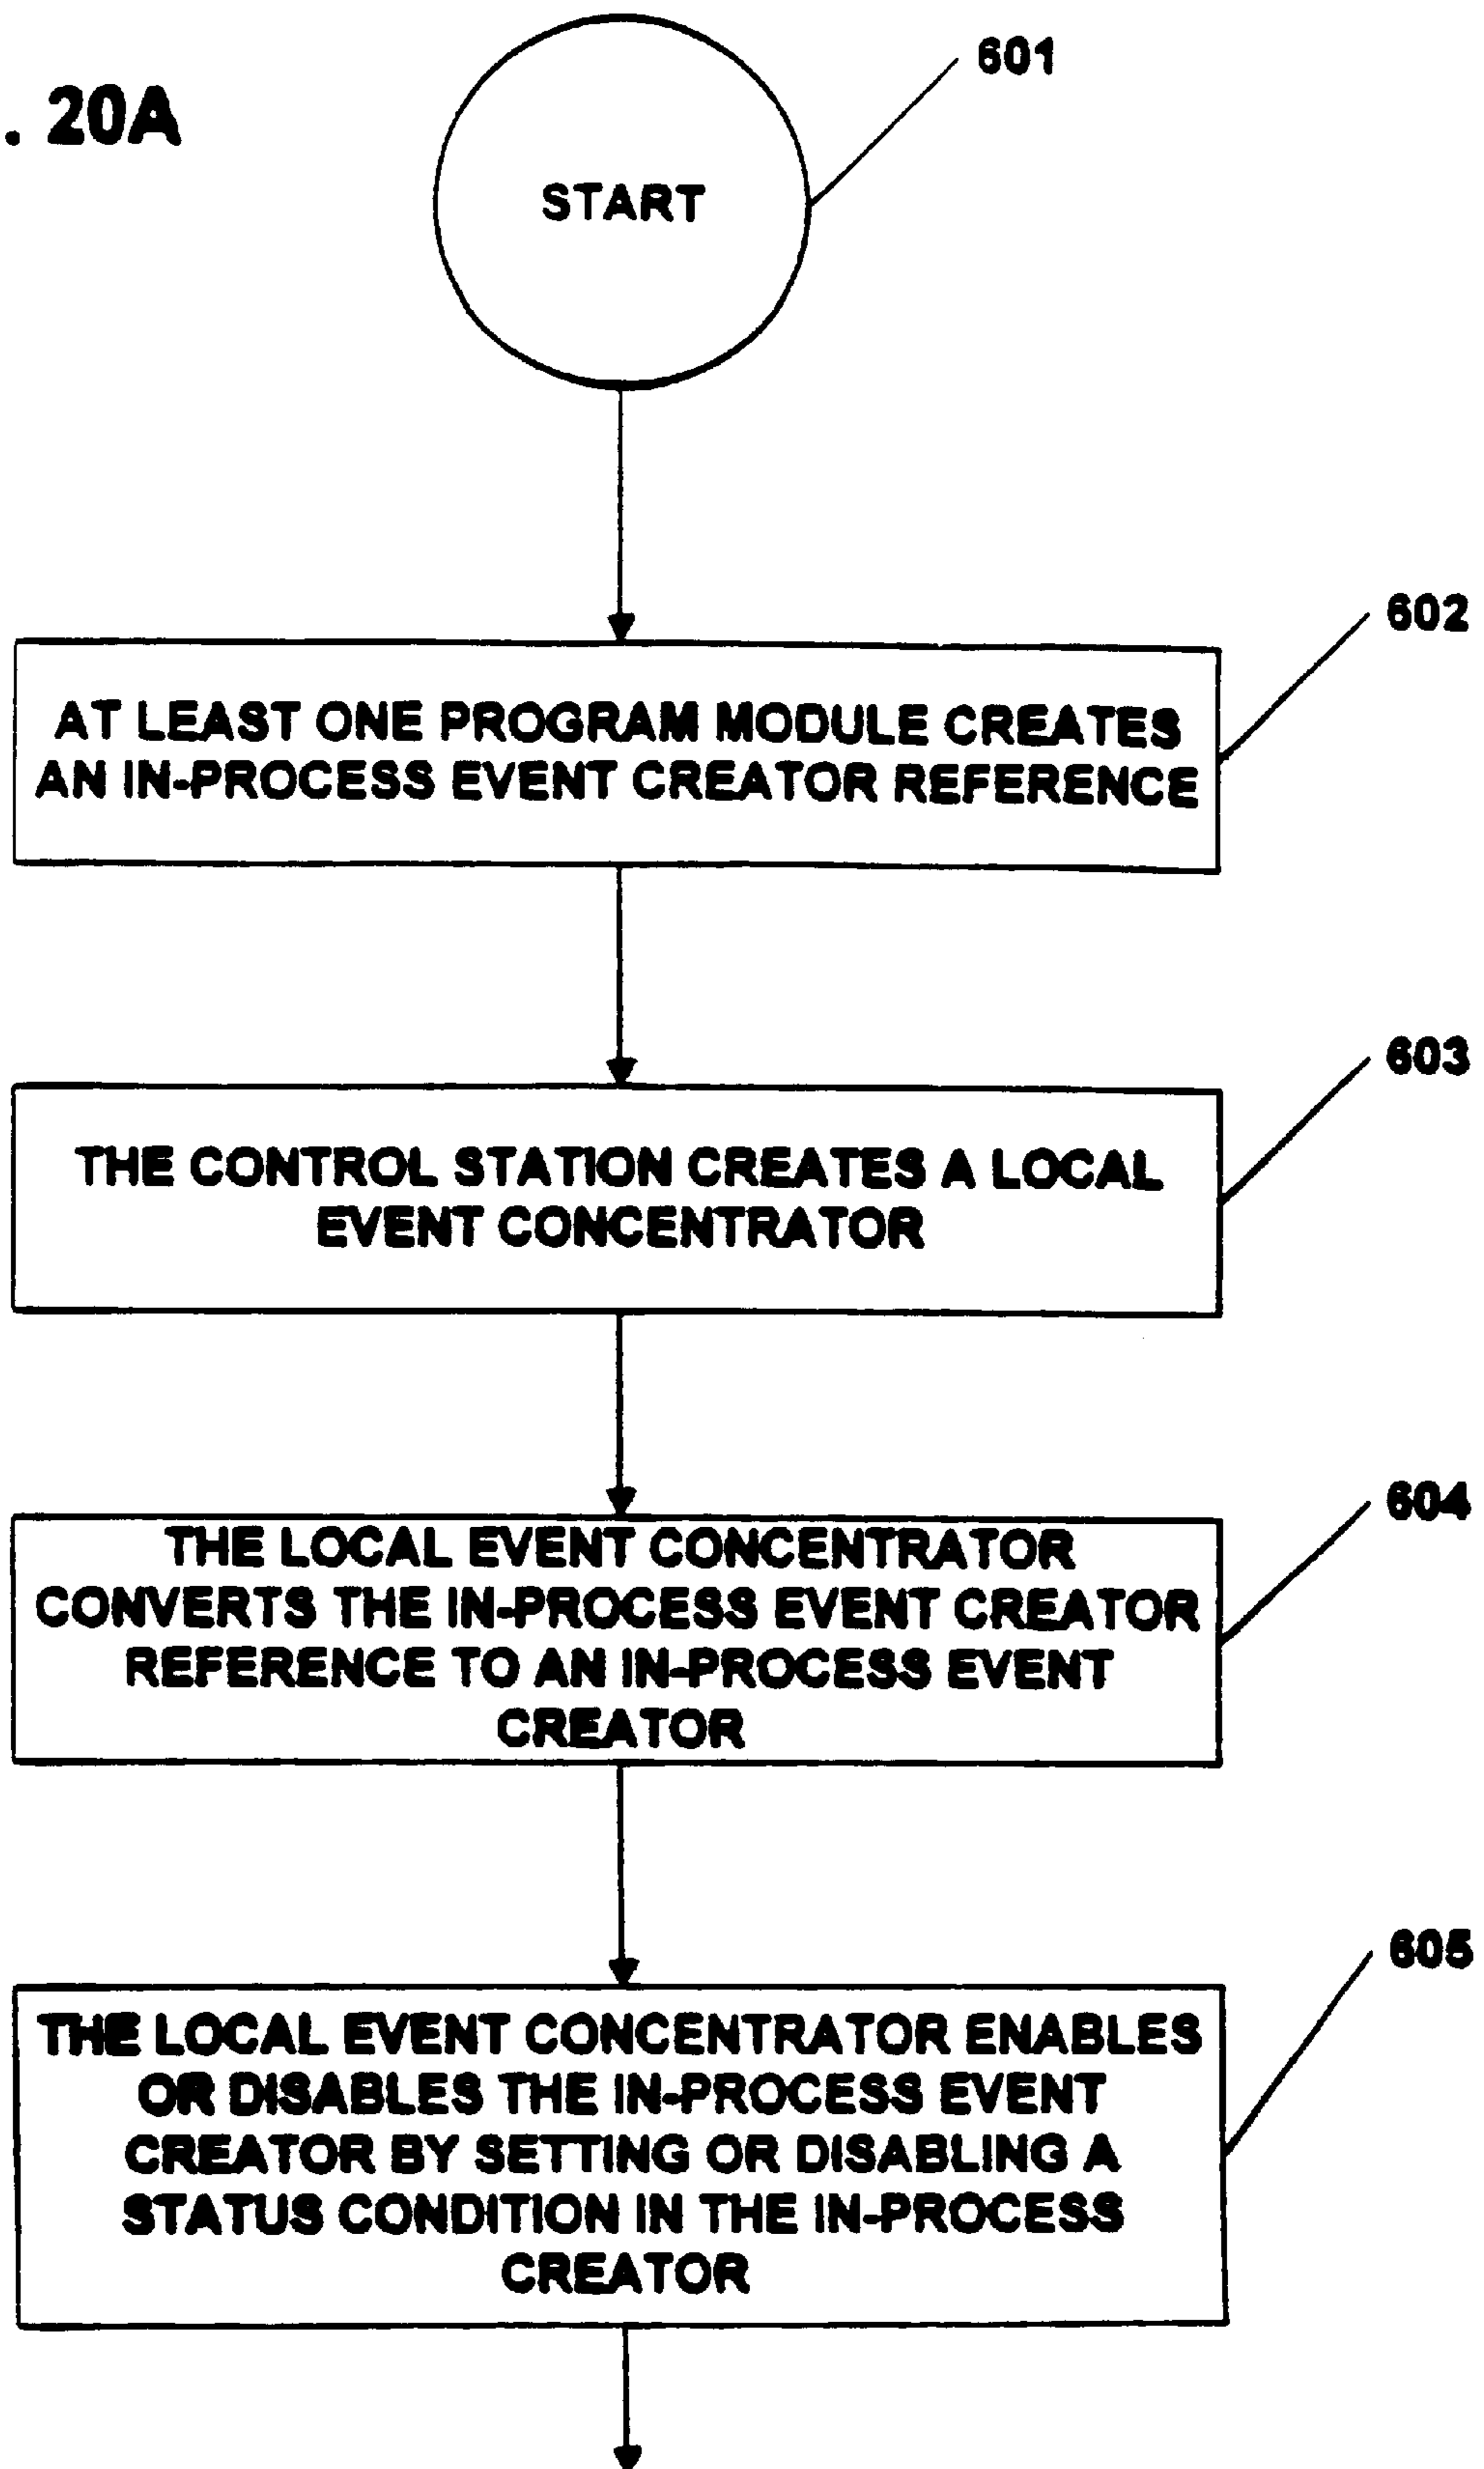 . 20A
601
START
602
AT LEAST ONE PROGRAM MODULE CREATES
AN IN-PROCESS EVENT CREATOR REFERENCE
603
THE CONTROL STATION CREATES A LOCAL
EVENT CONCENTRATOR
604
THE LOCAL EVENT CONCENTRATOR
CONVERTS THE IN-PROCESS EVENT CREATOR
REFERENCE TO AN IN-PROCESS EVENT
CREATOR
605
THE LOCAL EVENT CONCENTRATOR ENABLES
OR DISABLES THE IN-PROCESS EVENT
CREATOR BY SETTING OR DISABLING A
STATUS CONDITION IN THE IN-PROCESS
CREATOR